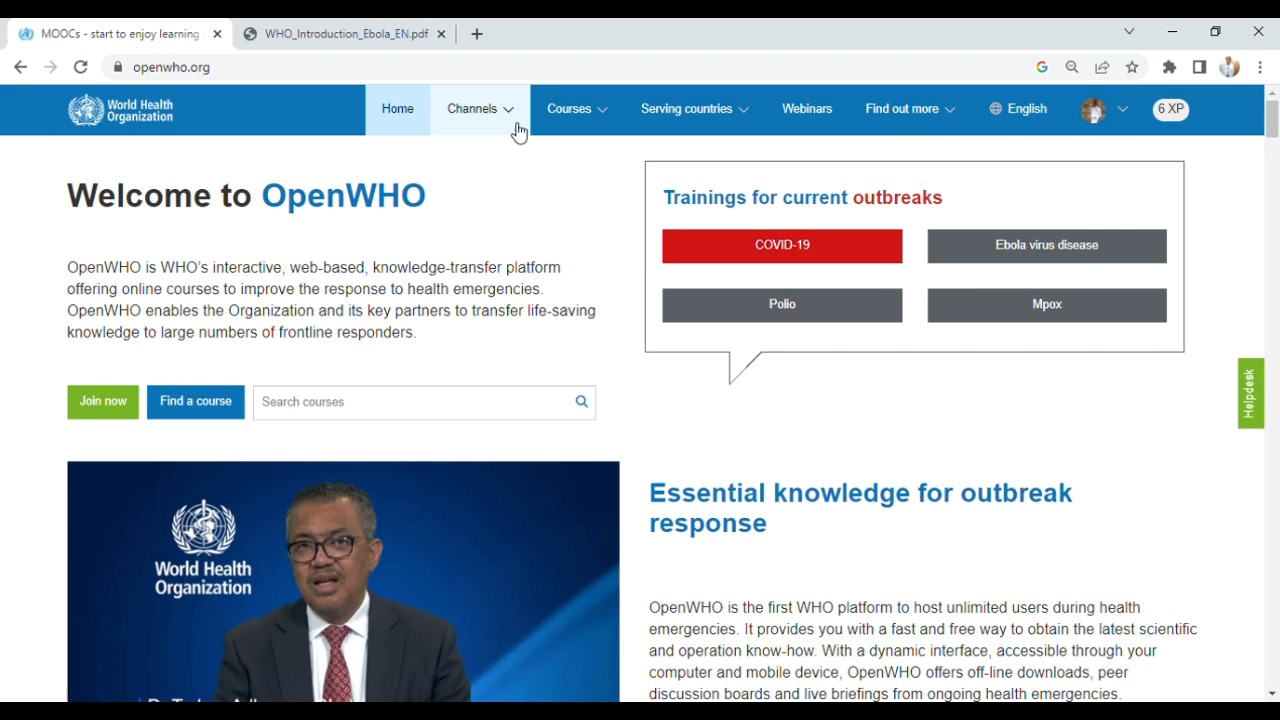 MOOCs - start to enjoy learning
WHO_Introduction_Ebola_EN.pdf
openwho.org
World Health
Organization
Home
Channels
Courses
Serving countries
Webinars
Find out more
English
6 XP
Welcome to OpenWHO
OpenWHO is WHO's interactive, web-based, knowledge-transfer platform
offering online courses to improve the response to health emergencies.
OpenWHO enables the Organization and its key partners to transfer life-saving
knowledge to large numbers of frontline responders.
Join now
Find a course
Search courses
Trainings for current outbreaks
COVID-19
Ebola virus disease
Polio
Mpox
Helpdesk
World Health
Organization
Essential knowledge for outbreak
response
OpenWHO is the first WHO platform to host unlimited users during health
emergencies. It provides you with a fast and free way to obtain the latest scientific
and operation know-how. With a dynamic interface, accessible through your
computer and mobile device, OpenWHO offers off-line downloads, peer
discussion boards and live briefings from ongoing health emergencies.